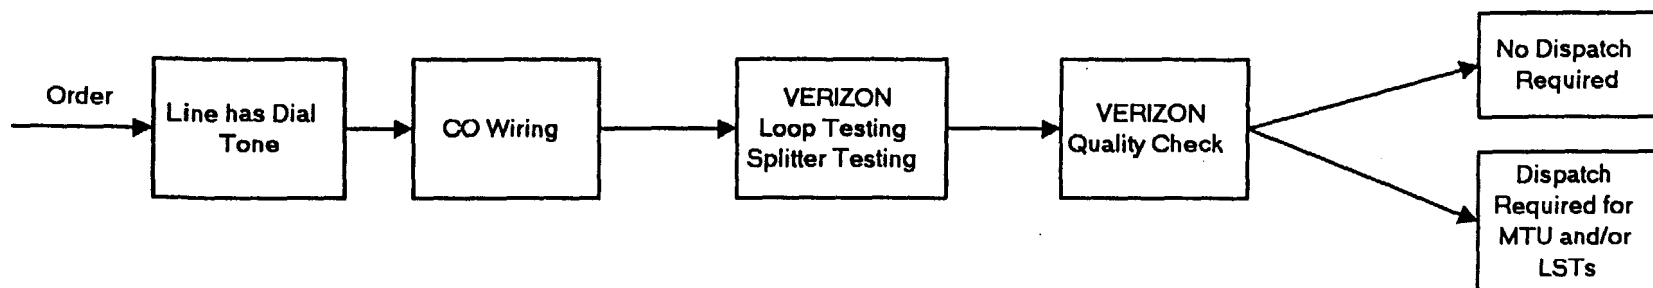 Order
Line has Dial
Tone
CO Wiring
VERIZON
Loop Testing
Splitter Testing
VERIZON
Quality Check
No Dispatch
Required
Dispatch
Required for
MTU and/or
LSTs